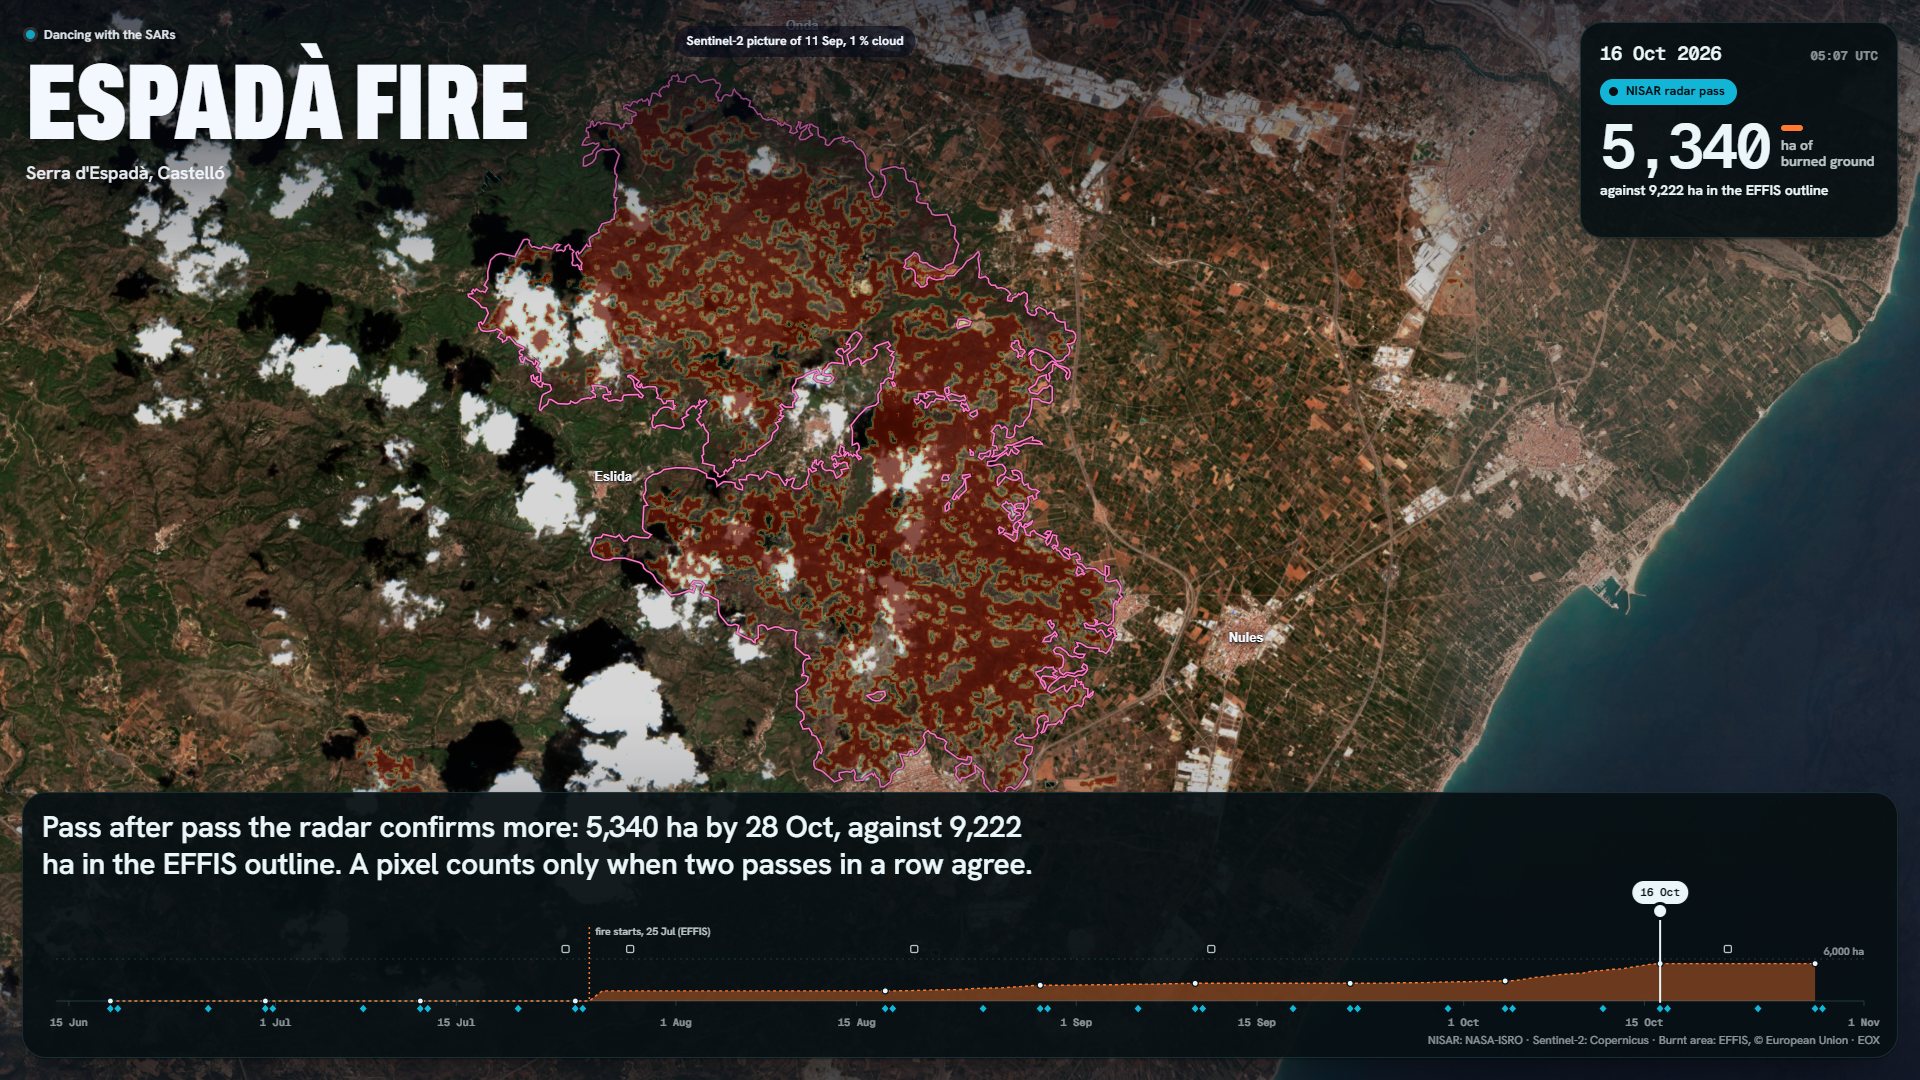 Dancing with the SARs
ESPADÀ FIRE
Serra d'Espadà, Castelló
Onda
Sentinel-2 picture of 11 Sep, 1 % cloud
16 Oct 2026
05:07 UTC
NISAR radar pass
5,340
ha of
burned ground
against 9,222 ha in the EFFIS outline
Eslida
Nules
Pass after pass the radar confirms more: 5,340 ha by 28 Oct, against 9,222
ha in the EFFIS outline. A pixel counts only when two passes in a row agree.
16 Oct
fire starts, 25 Jul (EFFIS)
6,000 ha
15 Jun
1 Jul
15 Jul
1 Aug
15 Aug
1 Sep
15 Sep
1 Oct
15 Oct
1 Nov
NISAR: NASA-ISRO · Sentinel-2: Copernicus · Burnt area: EFFIS, © European Union · EOX